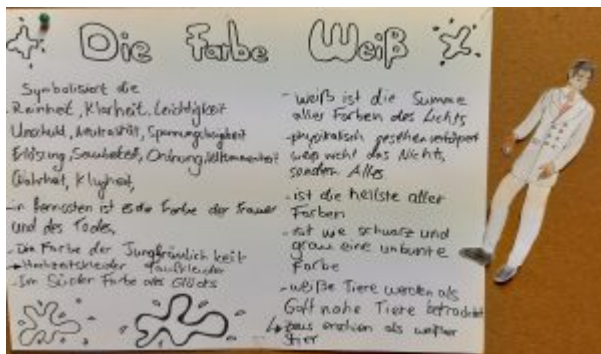 Die Farbe Weiß
Symbolisiert die
- Reinheit, Klarheit, Leichtigkeit
Unschuld, Neutralität,
Erlösung, Sauberkeit, Ordnung, Vollkommenheit
Wahrheit, Klugheit,
- in fernosten ist es die Farbe der Trauer
und des Todes,
- Die Farbe der Jungfräulichkeit
→ Hochzeitskleider Taufkleider
- Im Süden Farbe des Glücks
- weiß ist die Summe
aller Farben des Lichts
- physikalisch gesehen verkörpert
weiß nicht das Nichts,
sondern Alles
- ist die hellste aller
Farben
- ist wie schwarz und
grau eine unbunte
Farbe
- weiße Tiere werden als
Gott nahe Tiere betrachtet
↳ Zeus erschien als weißer
Stier